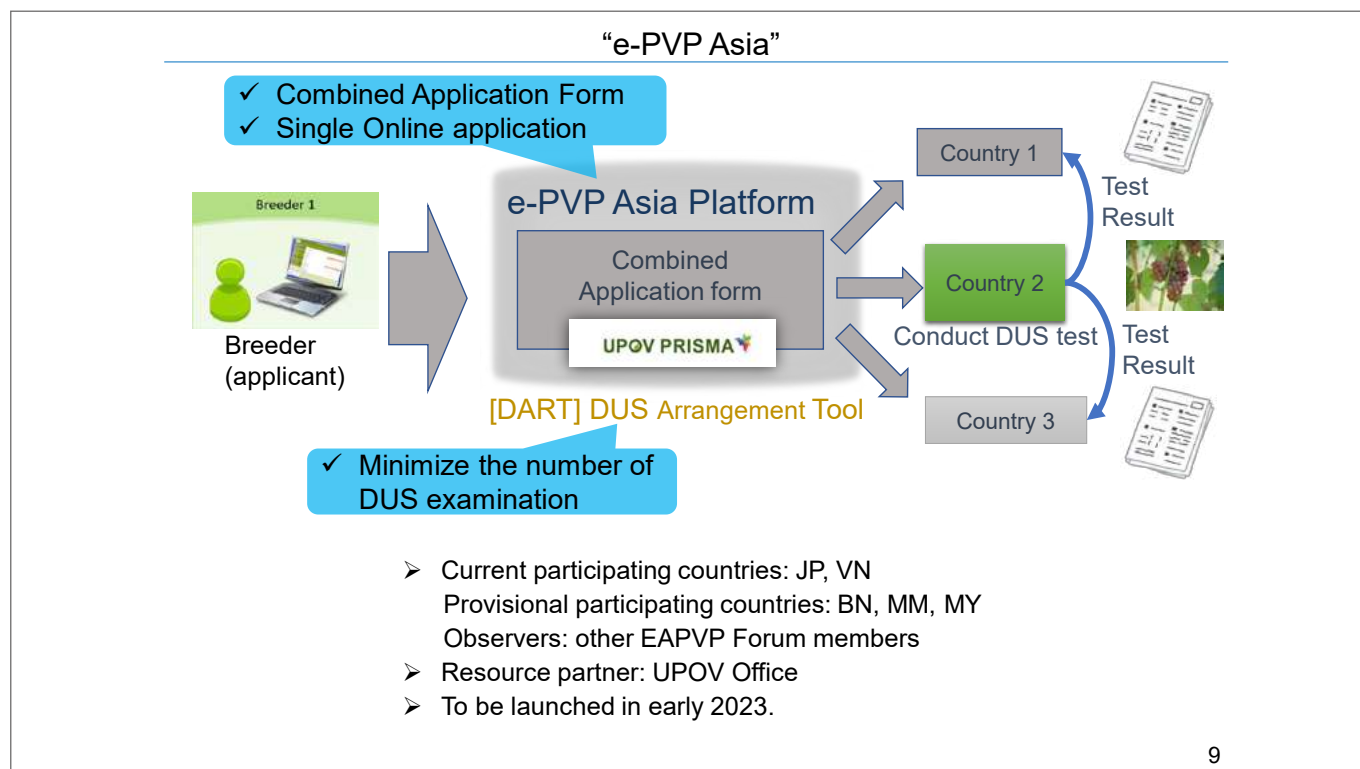 “e-PVP Asia”
✓ Combined Application Form
✓ Single Online application
Breeder 1
Breeder
(applicant)
e-PVP Asia Platform
Combined
Application form
UPOV PRISMA
[DART] DUS Arrangement Tool
✓ Minimize the number of
DUS examination
Country 1
Test
Result
Country 2
Conduct DUS test
Test
Result
Country 3
➢ Current participating countries: JP, VN
Provisional participating countries: BN, MM, MY
Observers: other EAPVP Forum members
➢ Resource partner: UPOV Office
➢ To be launched in early 2023.
9